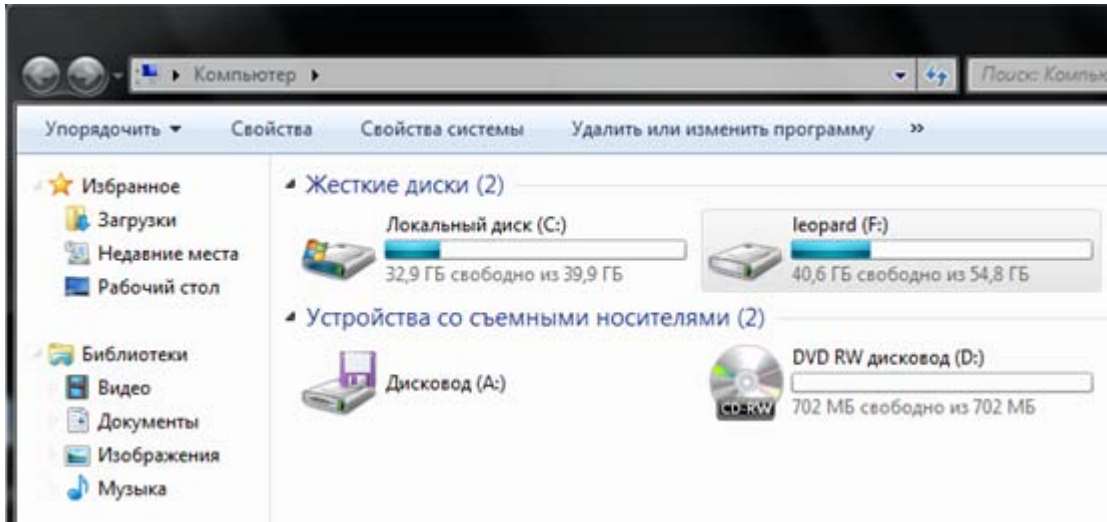 Компьютер
Поиск: Компью
Упорядочить Свойства Свойства системы Удалить или изменить программу »
Избранное
Загрузки
Недавние места
Рабочий стол
Библиотеки
Видео
Документы
Изображения
Музыка
Жесткие диски (2)
Локальный диск (C:)
32,9 ГБ свободно из 39,9 ГБ
leopard (F:)
40,6 ГБ свободно из 54,8 ГБ
Устройства со съемными носителями (2)
Дисковод (A:)
DVD RW дисковод (D:)
CD-RW
702 МБ свободно из 702 МБ